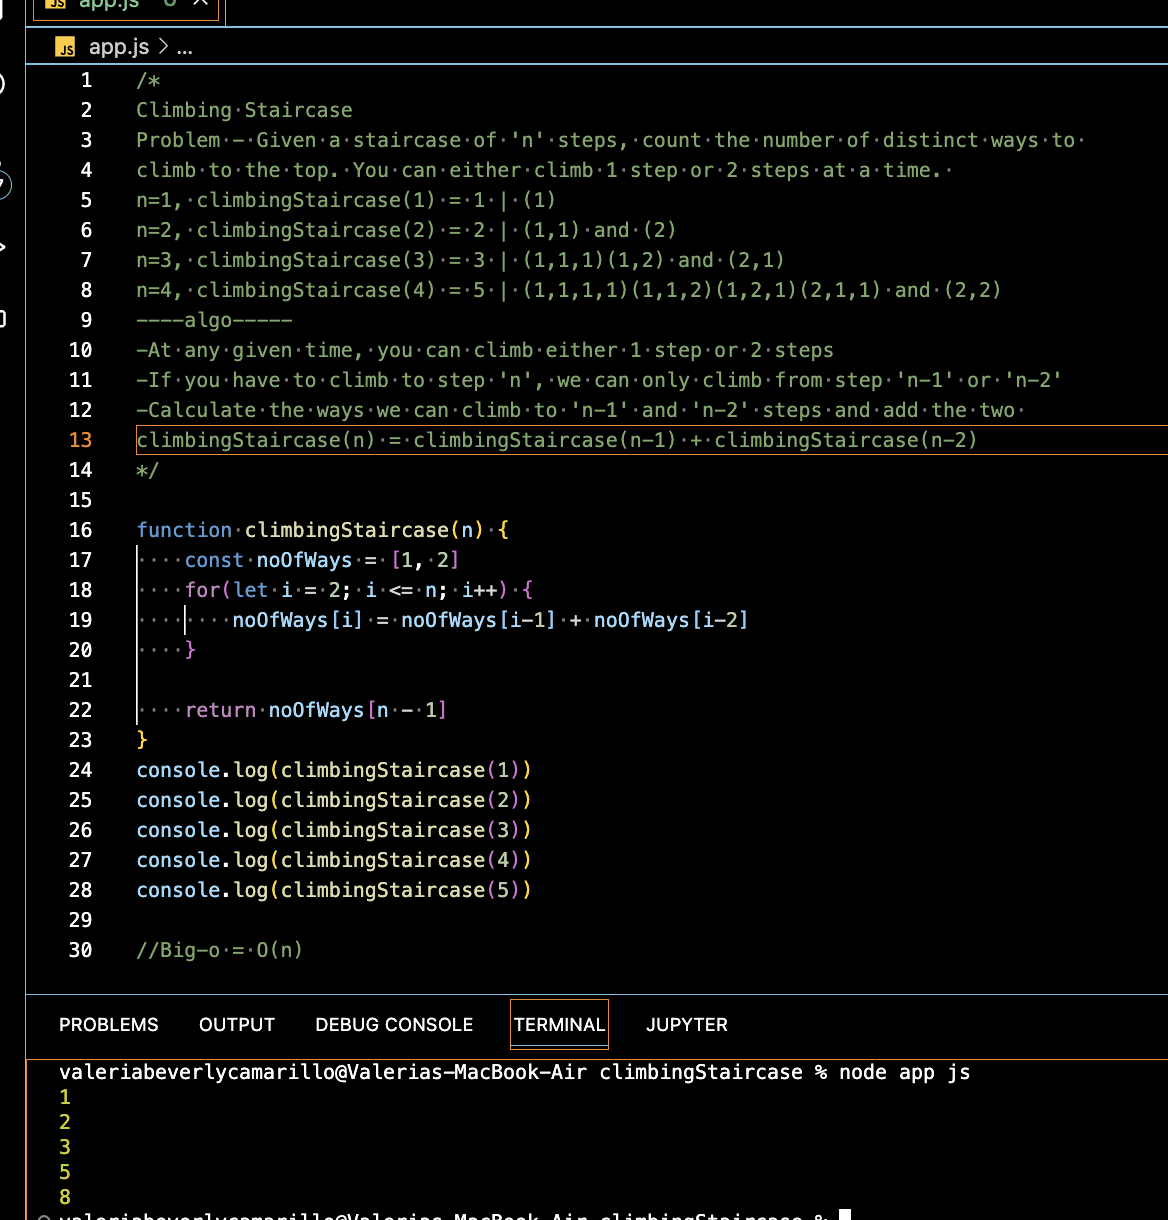 JS app.js
JS app.js > ...
1 /*
2 Climbing Staircase
3 Problem - Given a staircase of 'n' steps, count the number of distinct ways to
4 climb to the top. You can either climb 1 step or 2 steps at a time.
5 n=1, climbingStaircase(1) = 1 | (1)
6 n=2, climbingStaircase(2) = 2 | (1,1) and (2)
7 n=3, climbingStaircase(3) = 3 | (1,1,1)(1,2) and (2,1)
8 n=4, climbingStaircase(4) = 5 | (1,1,1,1)(1,1,2)(1,2,1)(2,1,1) and (2,2)
9 ----algo-----
10 -At any given time, you can climb either 1 step or 2 steps
11 -If you have to climb to step 'n', we can only climb from step 'n-1' or 'n-2'
12 -Calculate the ways we can climb to 'n-1' and 'n-2' steps and add the two
13 climbingStaircase(n) = climbingStaircase(n-1) + climbingStaircase(n-2)
14 */
15
16 function climbingStaircase(n) {
17     const noOfWays = [1, 2]
18     for(let i = 2; i <= n; i++) {
19         noOfWays[i] = noOfWays[i-1] + noOfWays[i-2]
20     }
21
22     return noOfWays[n - 1]
23 }
24 console.log(climbingStaircase(1))
25 console.log(climbingStaircase(2))
26 console.log(climbingStaircase(3))
27 console.log(climbingStaircase(4))
28 console.log(climbingStaircase(5))
29
30 //Big-o = O(n)
PROBLEMS OUTPUT DEBUG CONSOLE TERMINAL JUPYTER
valeriabeverlycamarillo@Valerias-MacBook-Air climbingStaircase % node app js
1
2
3
5
8
valeriabeverlycamarillo@Valerias-MacBook-Air climbingStaircase %